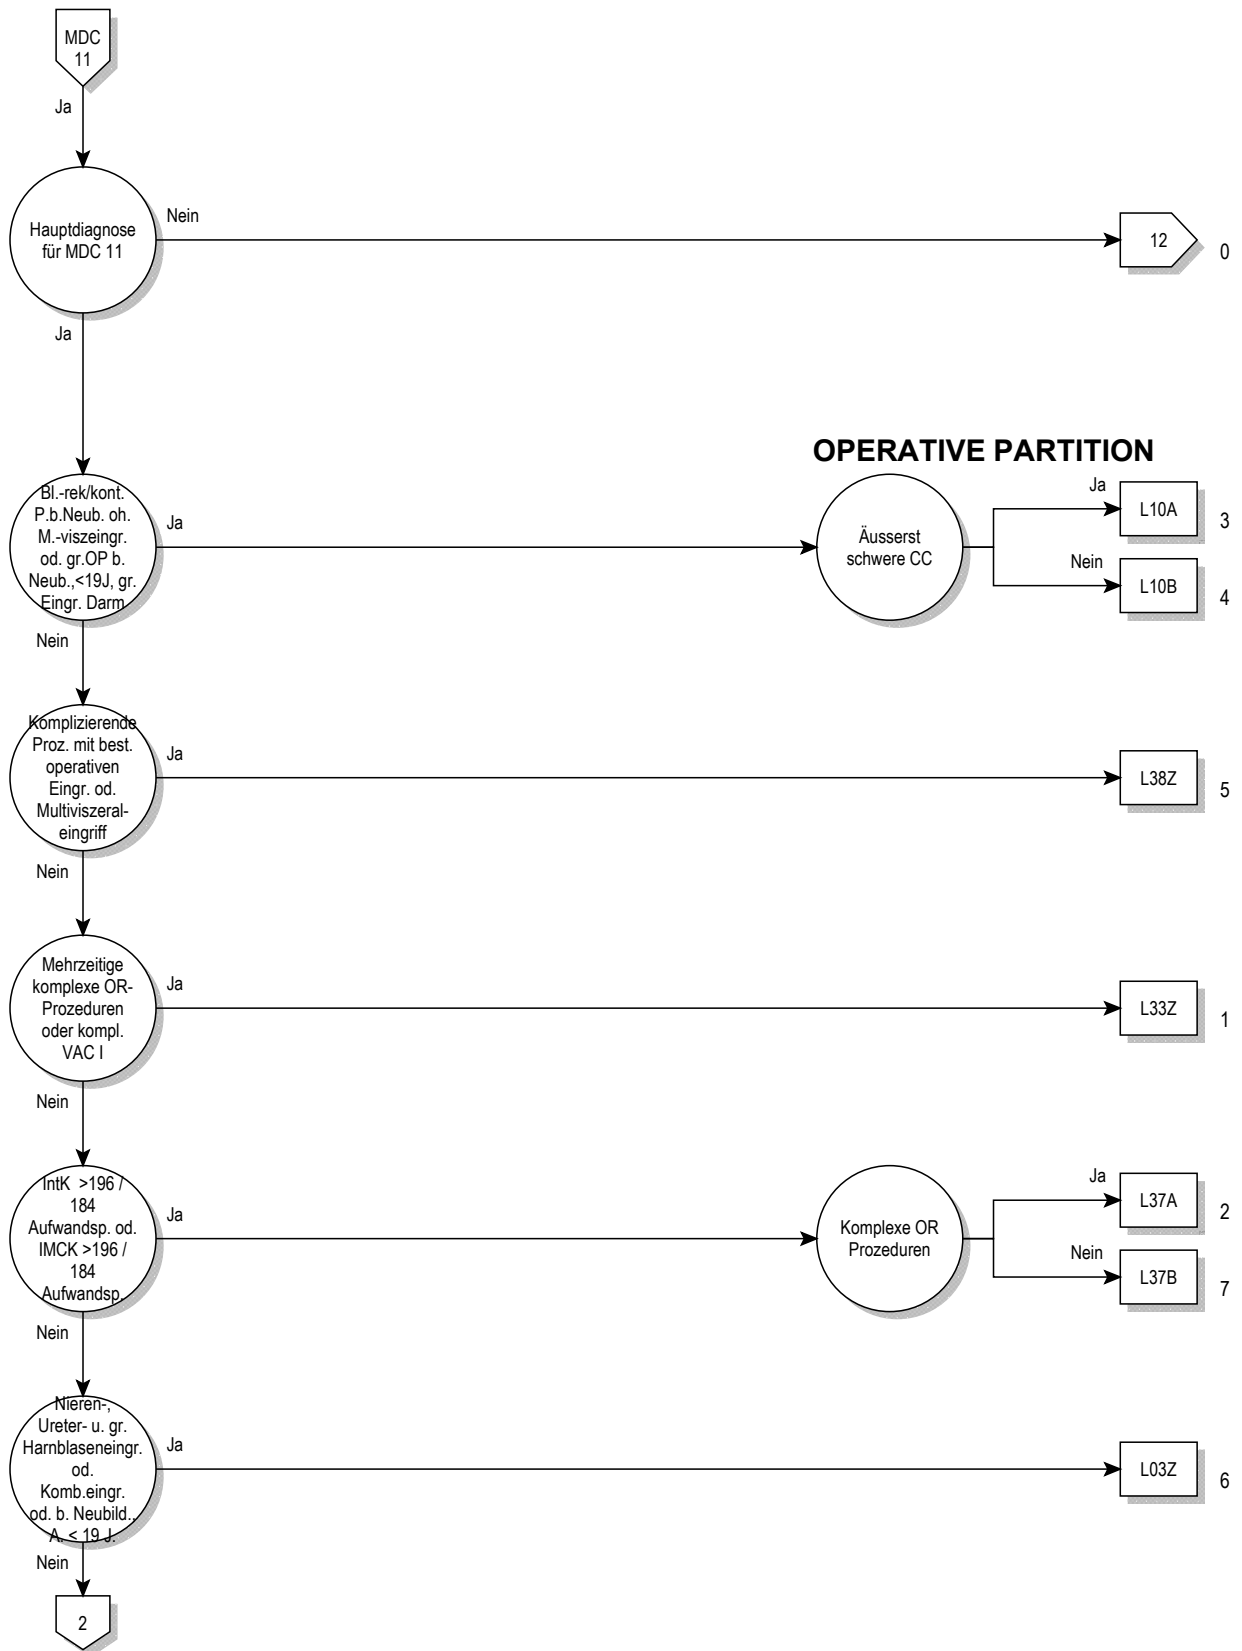 MDC
11
Ja
Hauptdiagnose
für MDC 11
Nein
12
0
Ja
OPERATIVE PARTITION
Bl.-rek/kont.
P.b.Neub. oh.
M.-viszeingr.
od. gr.OP b.
Neub.,<19J, gr.
Eingr. Darm
Ja
Äusserst
schwere CC
Ja
L10A
3
Nein
L10B
4
Nein
Komplizierende
Proz. mit best.
operativen
Eingr. od.
Multiviszeral-
eingriff
Ja
L38Z
5
Nein
Mehrzeitige
komplexe OR-
Prozeduren
oder kompl.
VAC I
Ja
L33Z
1
Nein
IntK >196 /
184
Aufwandsp. od.
IMCK >196 /
184
Aufwandsp.
Ja
Komplexe OR
Prozeduren
Ja
L37A
2
Nein
L37B
7
Nein
Nieren-,
Ureter- u. gr.
Harnblaseneingr.
od.
Komb.eingr.
od. b. Neubild.,
A. < 19 J.
Ja
L03Z
6
Nein
2